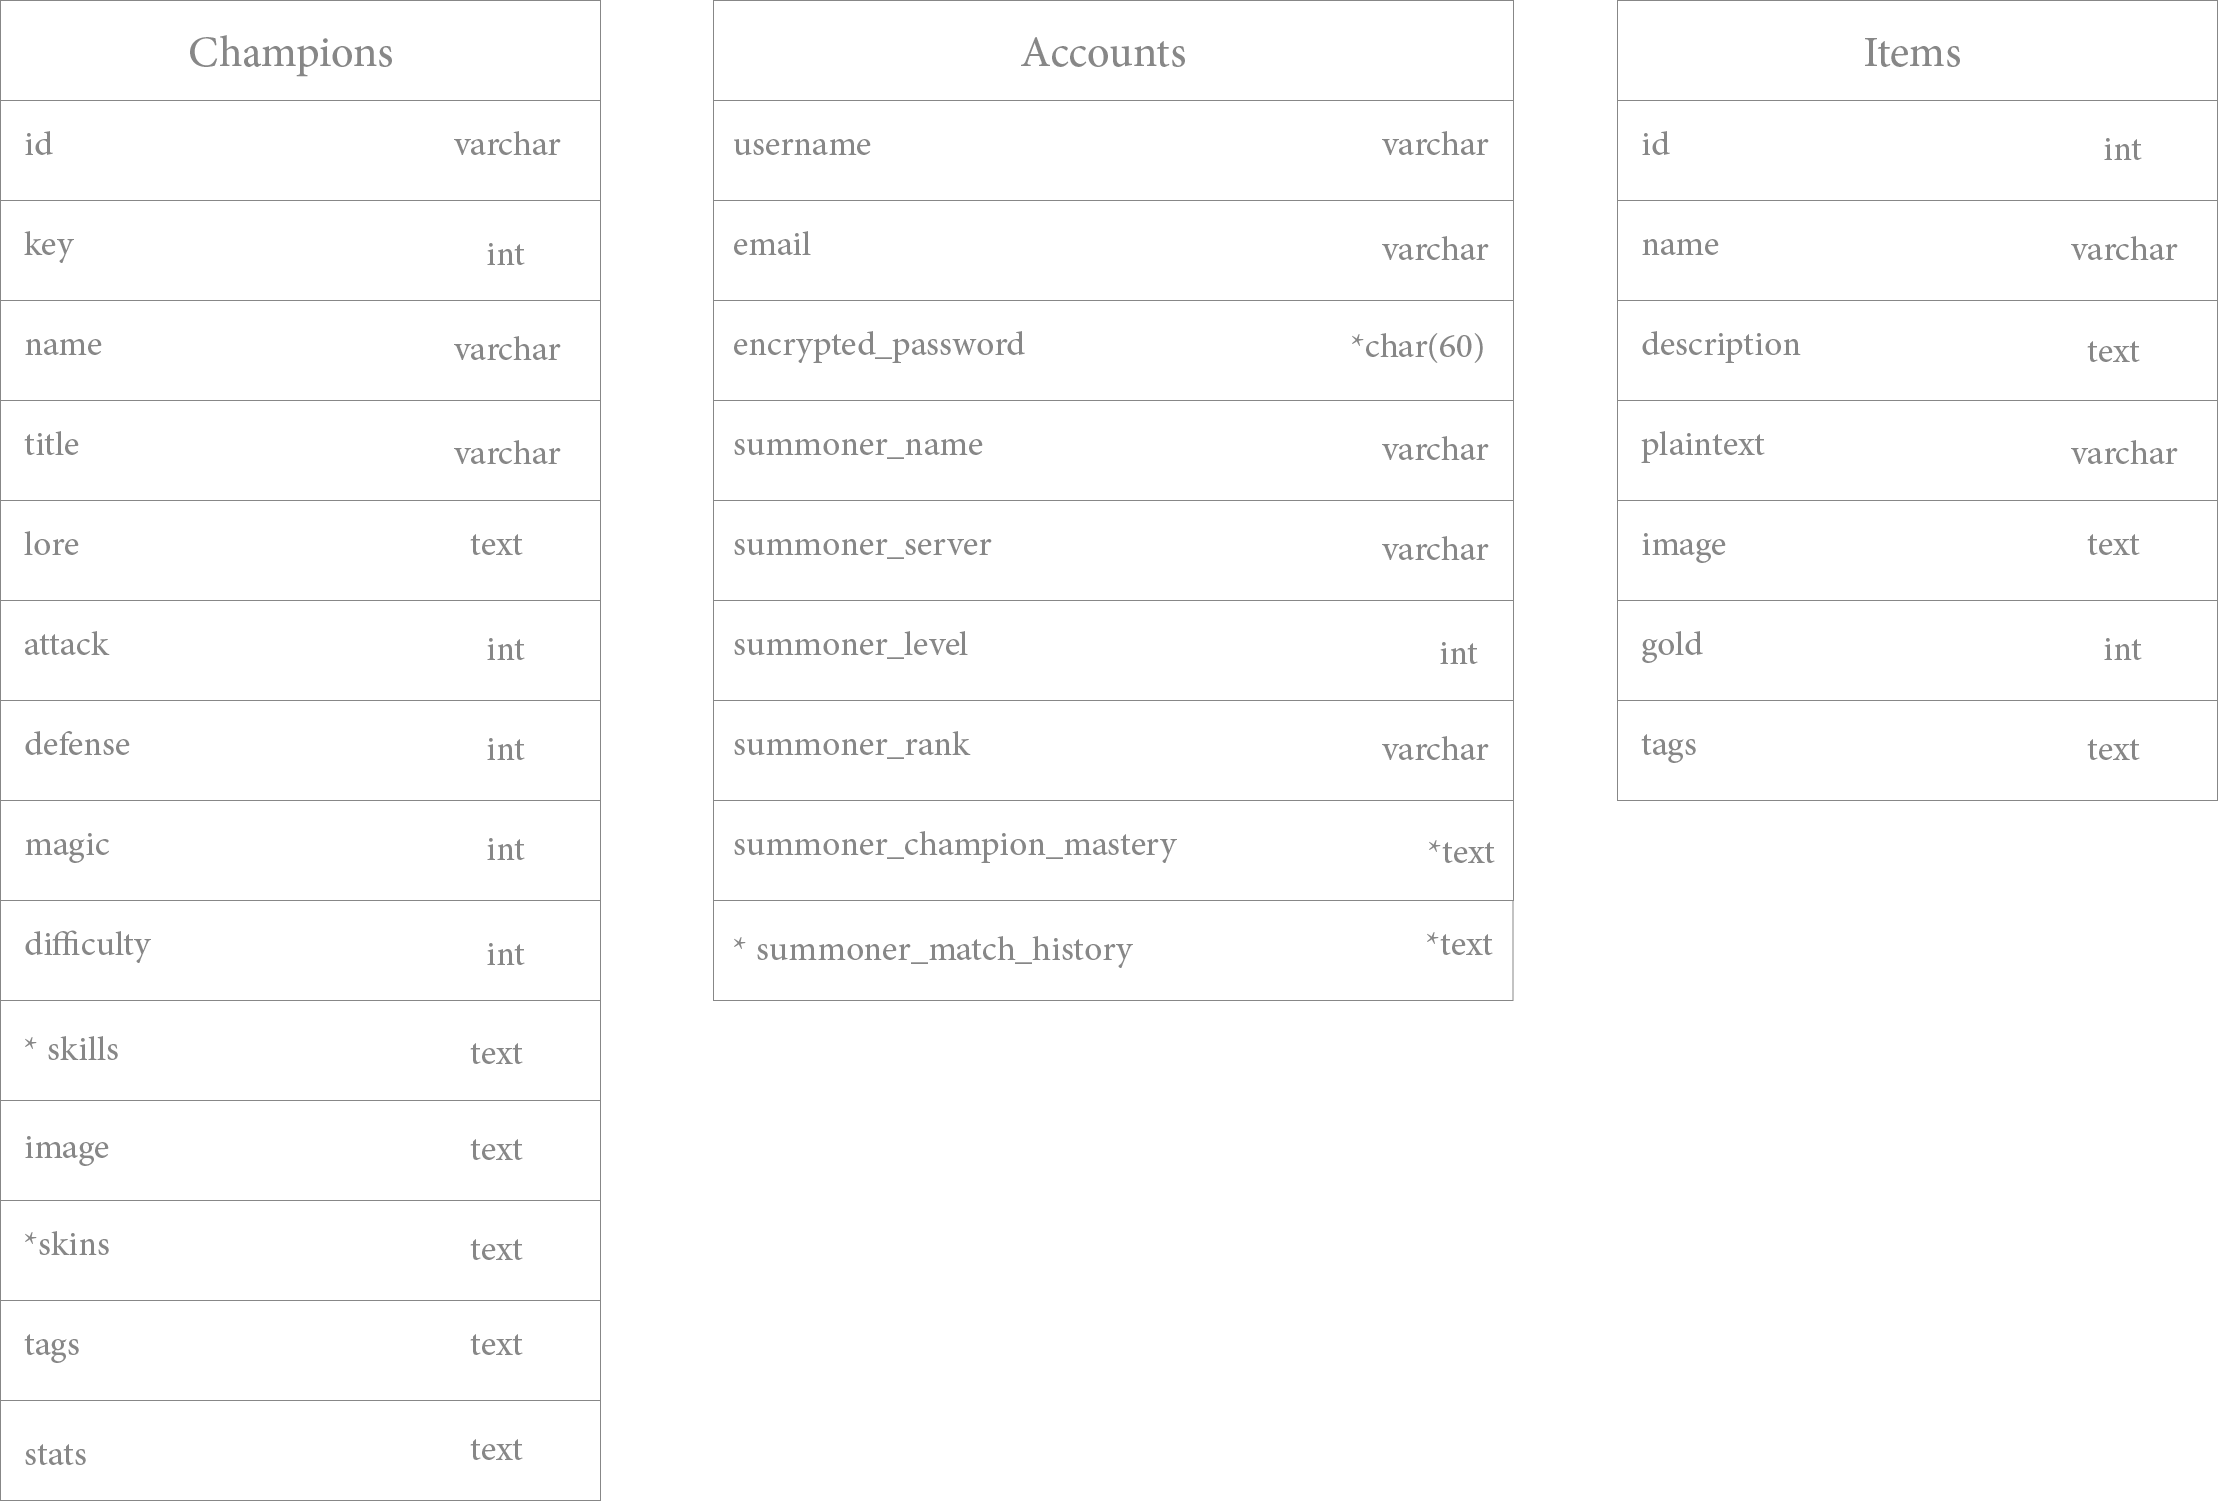 Champions
id varchar
key int
name varchar
title varchar
lore text
attack int
defense int
magic int
difficulty int
* skills text
image text
*skins text
tags text
stats text
Accounts
username varchar
email varchar
encrypted_password *char(60)
summoner_name varchar
summoner_server varchar
summoner_level int
summoner_rank varchar
summoner_champion_mastery *text
* summoner_match_history *text
Items
id int
name varchar
description text
plaintext varchar
image text
gold int
tags text